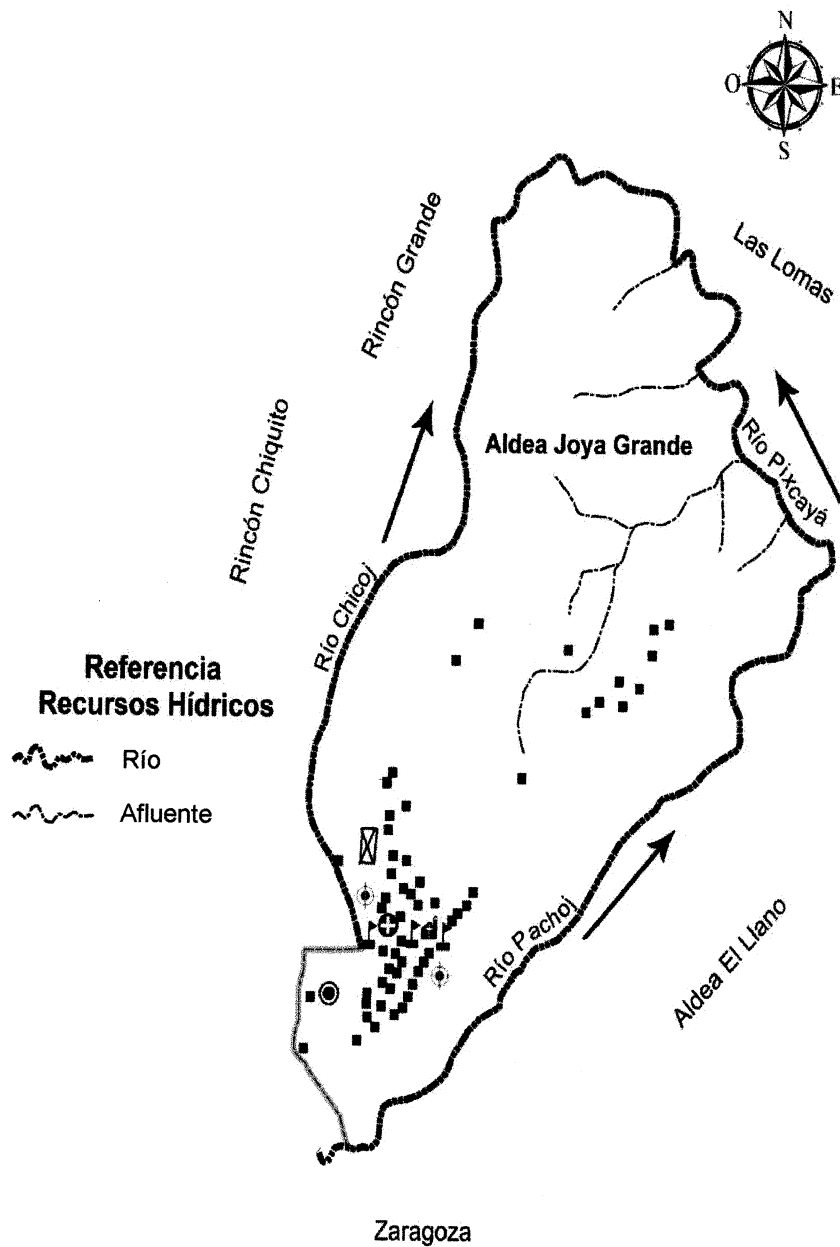 N
O
E
S
Las Lomas
Rincón Grande
Rincón Chiquito
Aldea Joya Grande
Río Pixcayá
Río Chicoj
Referencia
Recursos Hídricos
Río
Afluente
Río Pachoj
Aldea El Llano
Zaragoza